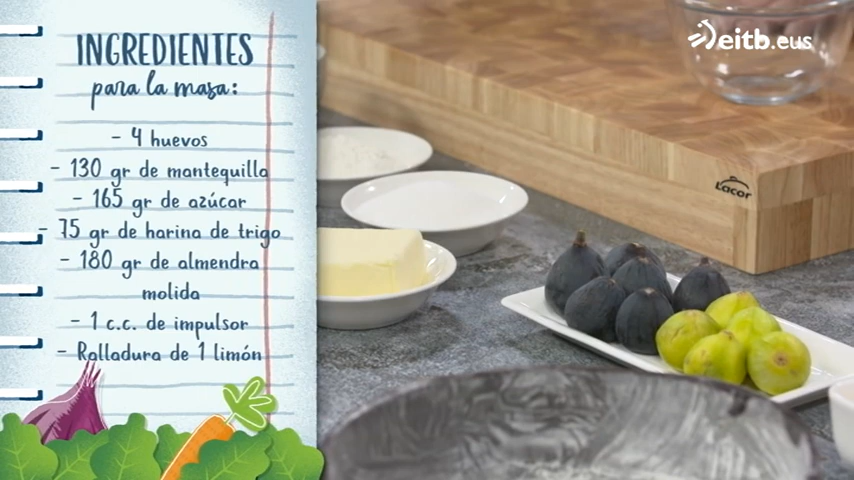 INGREDIENTES
para la masa:
- 4 huevos
- 130 gr de mantequilla
- 165 gr de azúcar
- 75 gr de harina de trigo
- 180 gr de almendra
molida
- 1 c.c. de impulsor
- Ralladura de 1 limón
eitb.eus
Lacor